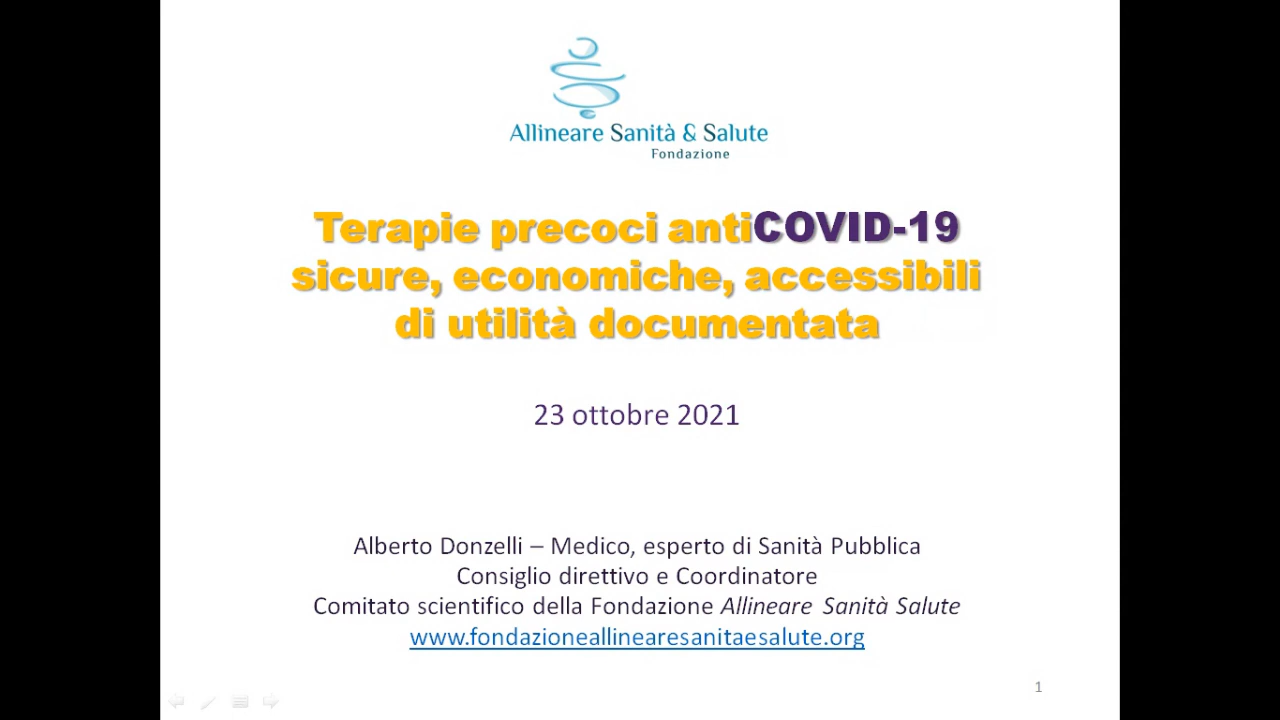 Allineare Sanità & Salute
Fondazione
Terapie precoci antiCOVID-19
sicure, economiche, accessibili
di utilità documentata
23 ottobre 2021
Alberto Donzelli – Medico, esperto di Sanità Pubblica
Consiglio direttivo e Coordinatore
Comitato scientifico della Fondazione Allineare Sanità Salute
www.fondazioneallinearesanitaesalute.org
1